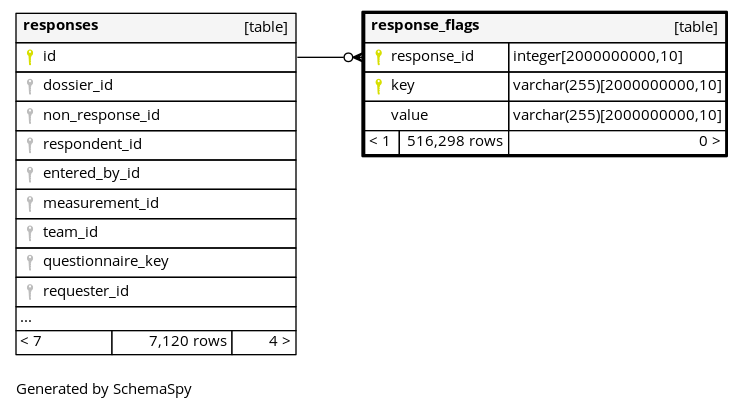 responses [table]
id
dossier_id
non_response_id
respondent_id
entered_by_id
measurement_id
team_id
questionnaire_key
requester_id
...
< 7 7,120 rows 4 >
response_flags [table]
response_id integer[2000000000,10]
key varchar(255)[2000000000,10]
value varchar(255)[2000000000,10]
< 1 516,298 rows 0 >
Generated by SchemaSpy